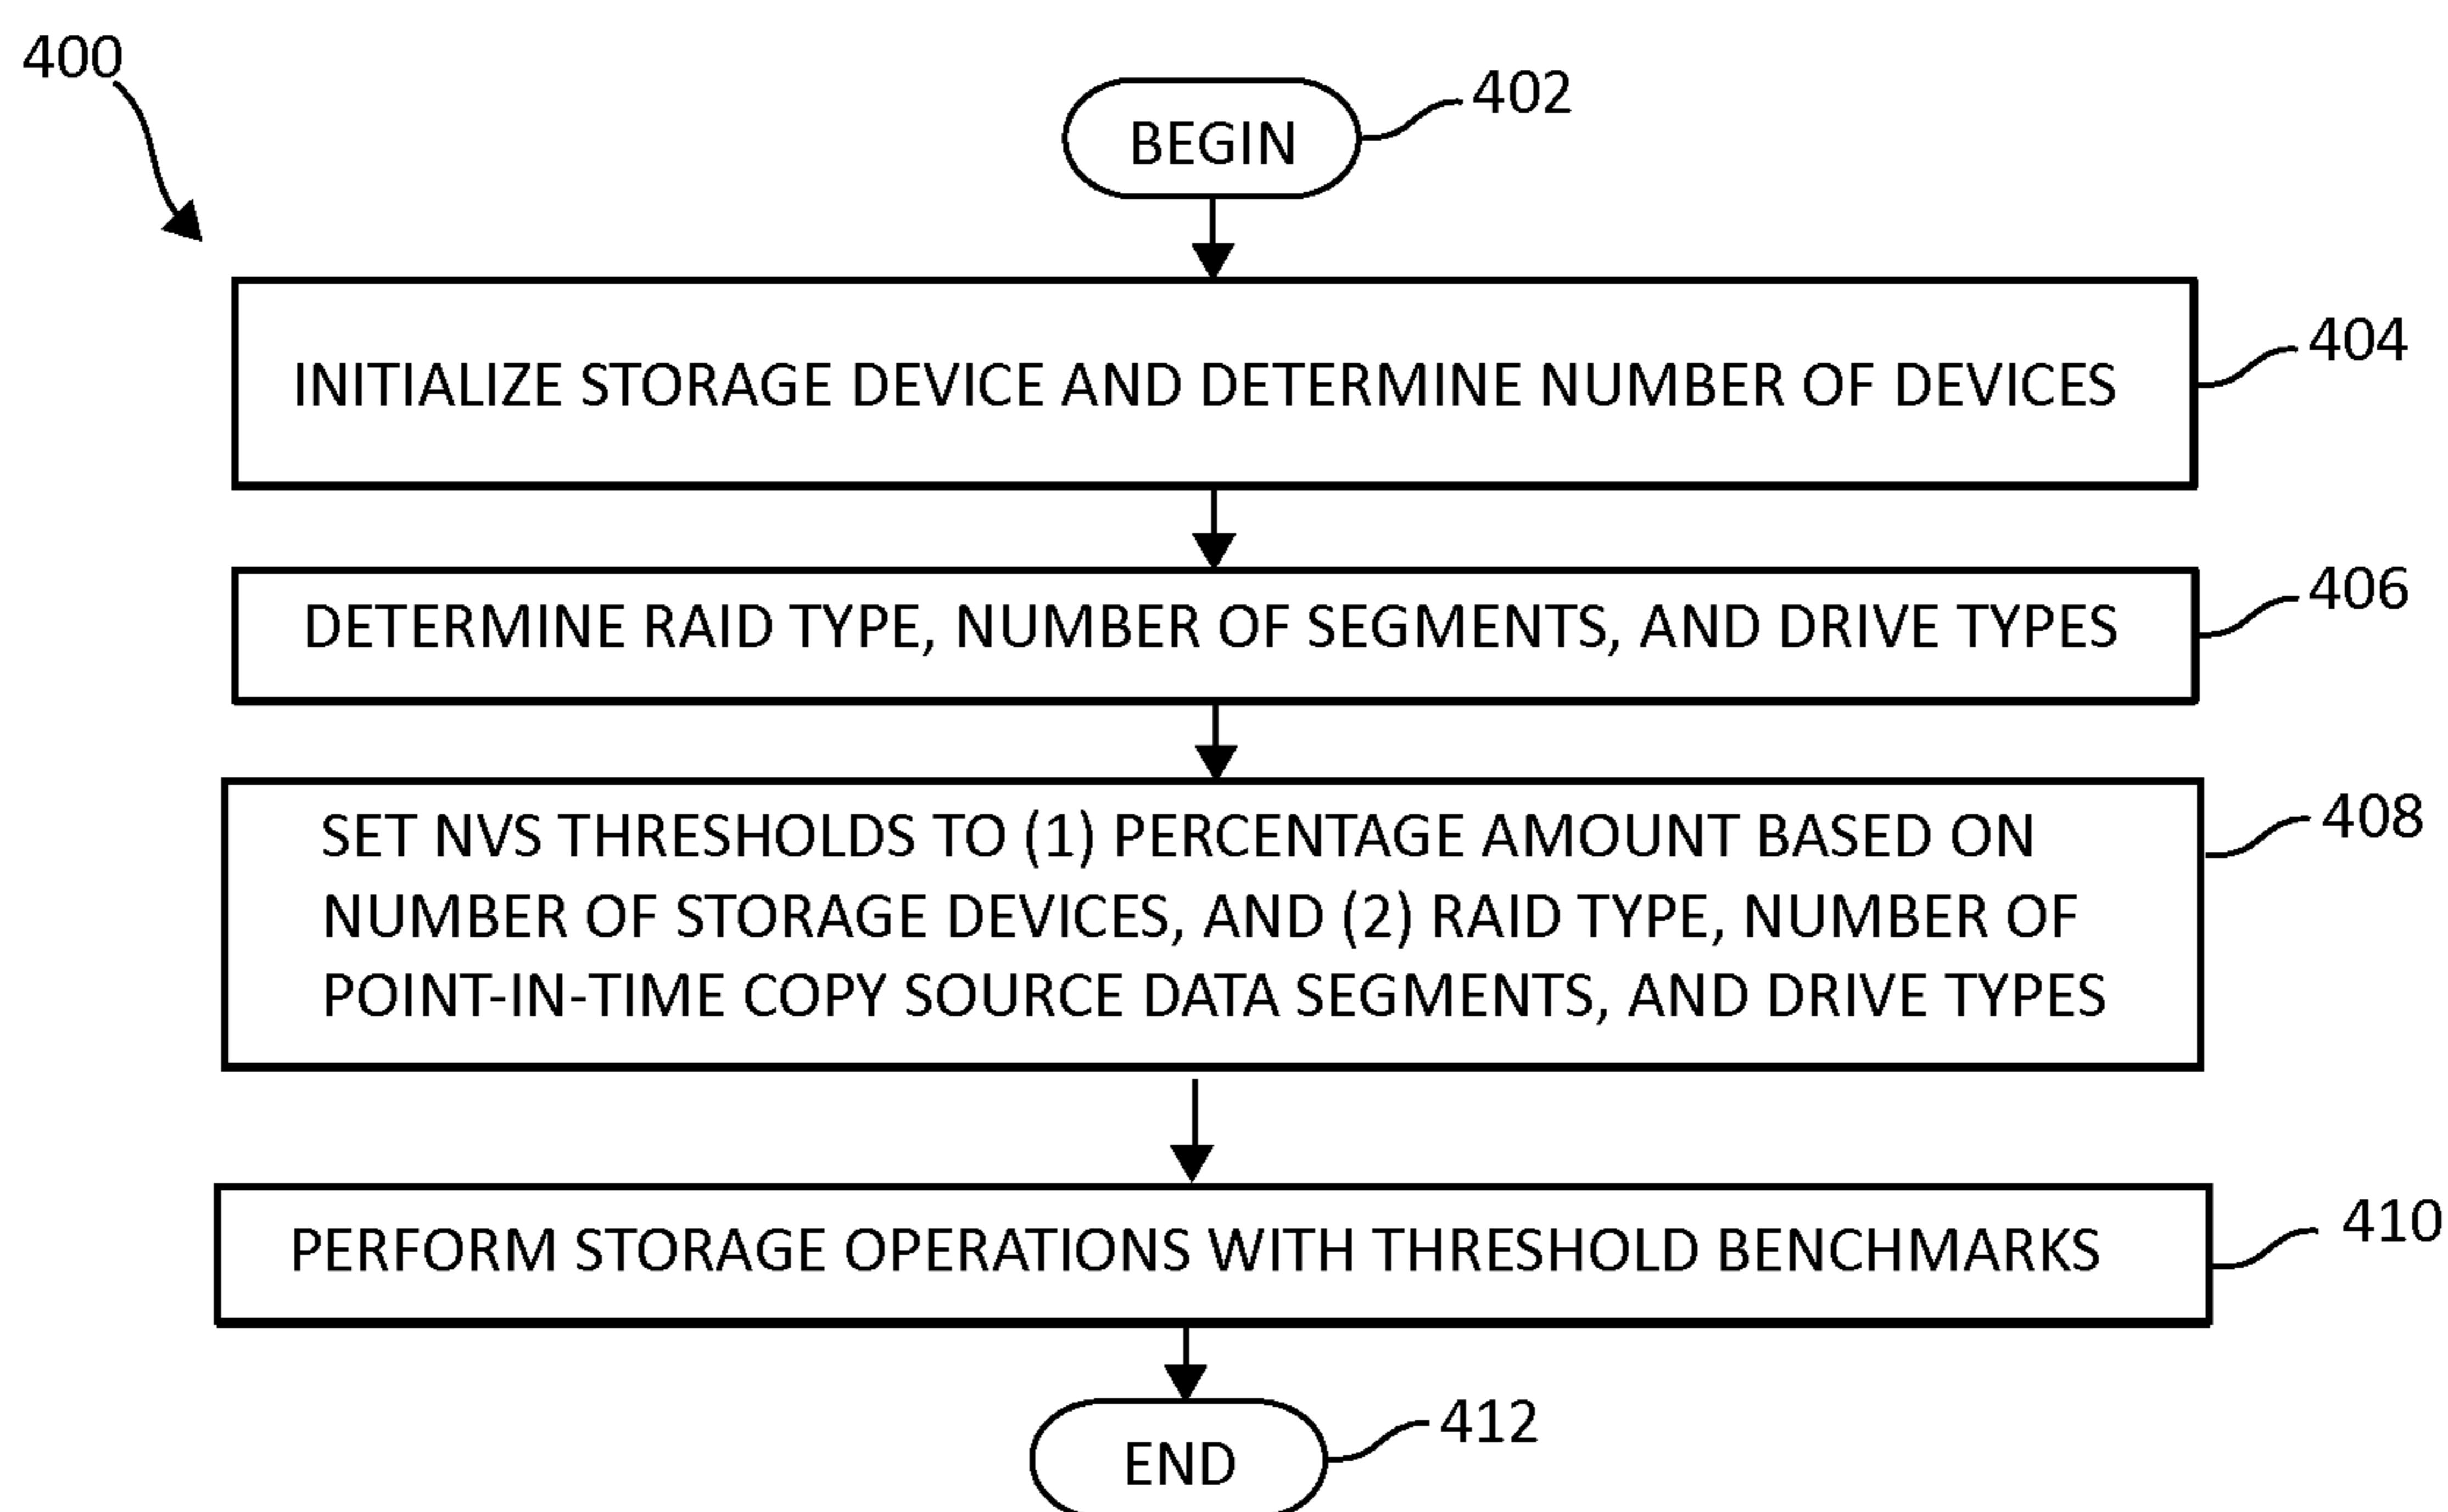 400
BEGIN
402
INITIALIZE STORAGE DEVICE AND DETERMINE NUMBER OF DEVICES
404
DETERMINE RAID TYPE, NUMBER OF SEGMENTS, AND DRIVE TYPES
406
SET NVS THRESHOLDS TO (1) PERCENTAGE AMOUNT BASED ON
NUMBER OF STORAGE DEVICES, AND (2) RAID TYPE, NUMBER OF
POINT-IN-TIME COPY SOURCE DATA SEGMENTS, AND DRIVE TYPES
408
PERFORM STORAGE OPERATIONS WITH THRESHOLD BENCHMARKS
410
END
412